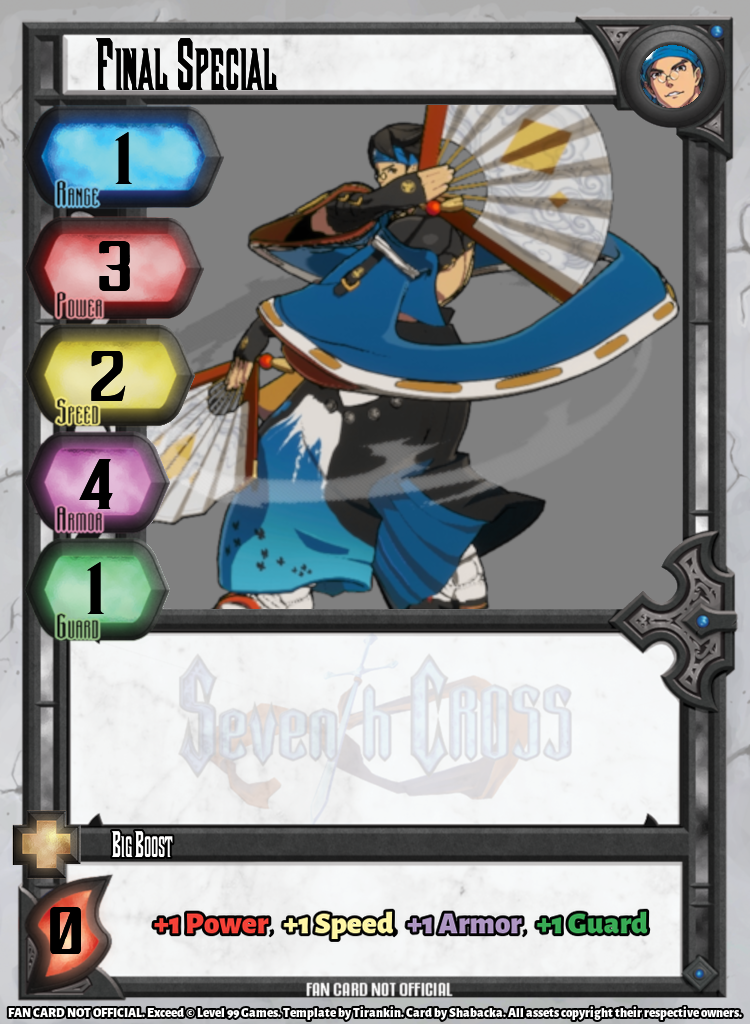 Final Special
1
Range
3
Power
2
Speed
4
Armor
1
Guard
Seventh Cross
Big Boost
0
+1 Power, +1 Speed, +1 Armor, +1 Guard
FAN CARD NOT OFFICIAL
FAN CARD NOT OFFICIAL. Exceed © Level 99 Games. Template by Tirankin. Card by Shabacka. All assets copyright their respective owners.